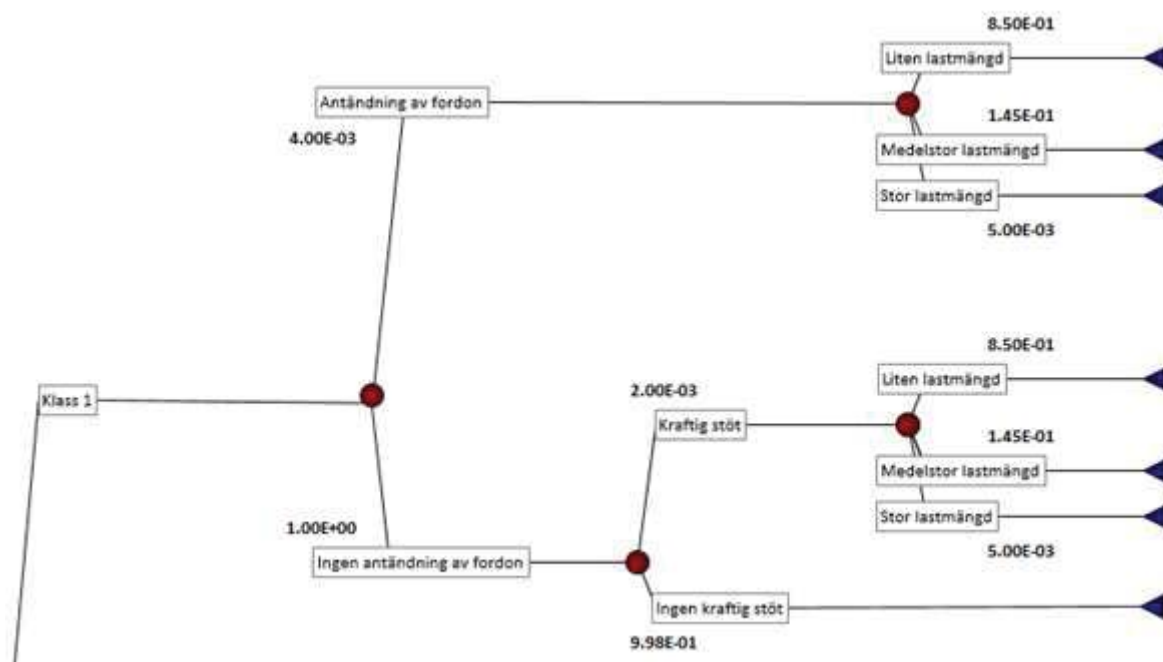 8.50E-01
Liten lastmängd
Antändning av fordon
4.00E-03
1.45E-01
Medelstor lastmängd
Stor lastmängd
5.00E-03
Klass 1
8.50E-01
Liten lastmängd
2.00E-03
Kraftig stöt
1.45E-01
Medelstor lastmängd
Stor lastmängd
5.00E-03
1.00E+00
Ingen antändning av fordon
Ingen kraftig stöt
9.98E-01